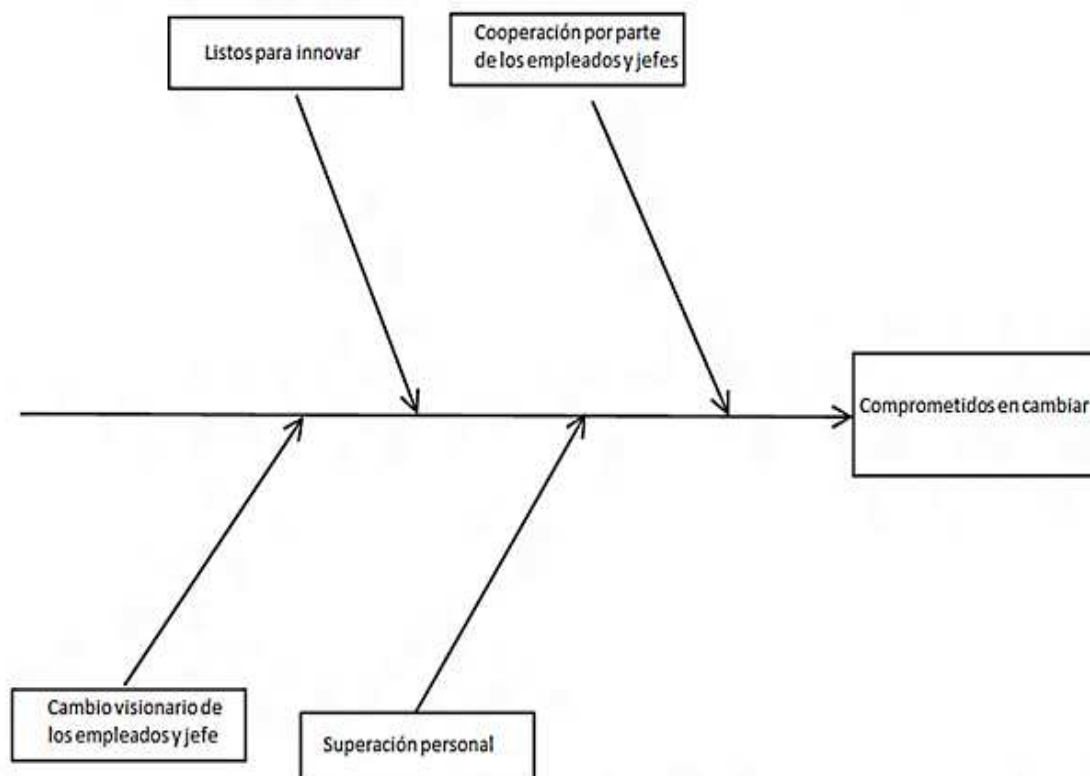 Listos para innovar
Cooperación por parte
de los empleados y jefes
Comprometidos en cambiar
Cambio visionario de
los empleados y jefe
Superación personal